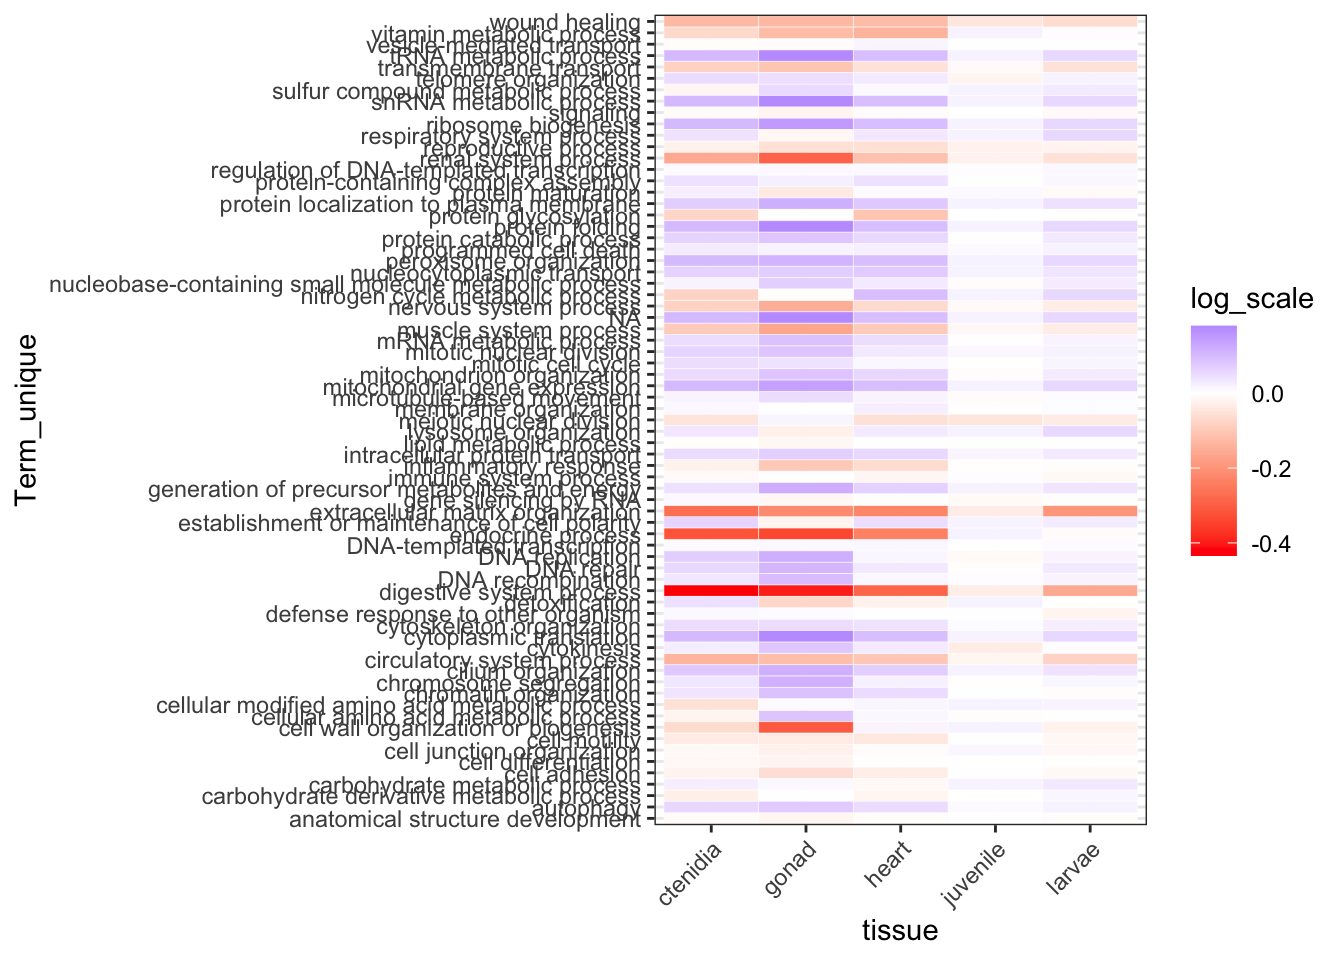 wound healing
vitamin metabolic process
vesicle-mediated transport
tRNA metabolic process
transmembrane transport
telomere organization
sulfur compound metabolic process
snRNA metabolic process
signaling
ribosome biogenesis
respiratory system process
reproductive process
renal system process
regulation of DNA-templated transcription
protein-containing complex assembly
protein maturation
protein localization to plasma membrane
protein glycosylation
protein folding
protein catabolic process
programmed cell death
peroxisome organization
nucleocytoplasmic transport
nucleobase-containing small molecule metabolic process
nitrogen cycle metabolic process
nervous system process
NA
muscle system process
mRNA metabolic process
mitotic nuclear division
mitotic cell cycle
mitochondrion organization
mitochondrial gene expression
microtubule-based movement
membrane organization
meiotic nuclear division
lysosome organization
lipid metabolic process
intracellular protein transport
inflammatory response
immune system process
generation of precursor metabolites and energy
gene silencing by RNA
extracellular matrix organization
establishment or maintenance of cell polarity
endocrine process
DNA-templated transcription
DNA replication
DNA repair
DNA recombination
digestive system process
detoxification
defense response to other organism
cytoskeleton organization
cytoplasmic translation
cytokinesis
circulatory system process
cilium organization
chromosome segregation
chromatin organization
cellular modified amino acid metabolic process
cellular amino acid metabolic process
cell wall organization or biogenesis
cell motility
cell junction organization
cell differentiation
cell adhesion
carbohydrate metabolic process
carbohydrate derivative metabolic process
autophagy
anatomical structure development
Term_unique
ctenidia
gonad
heart
juvenile
larvae
tissue
log_scale
0.0
-0.2
-0.4